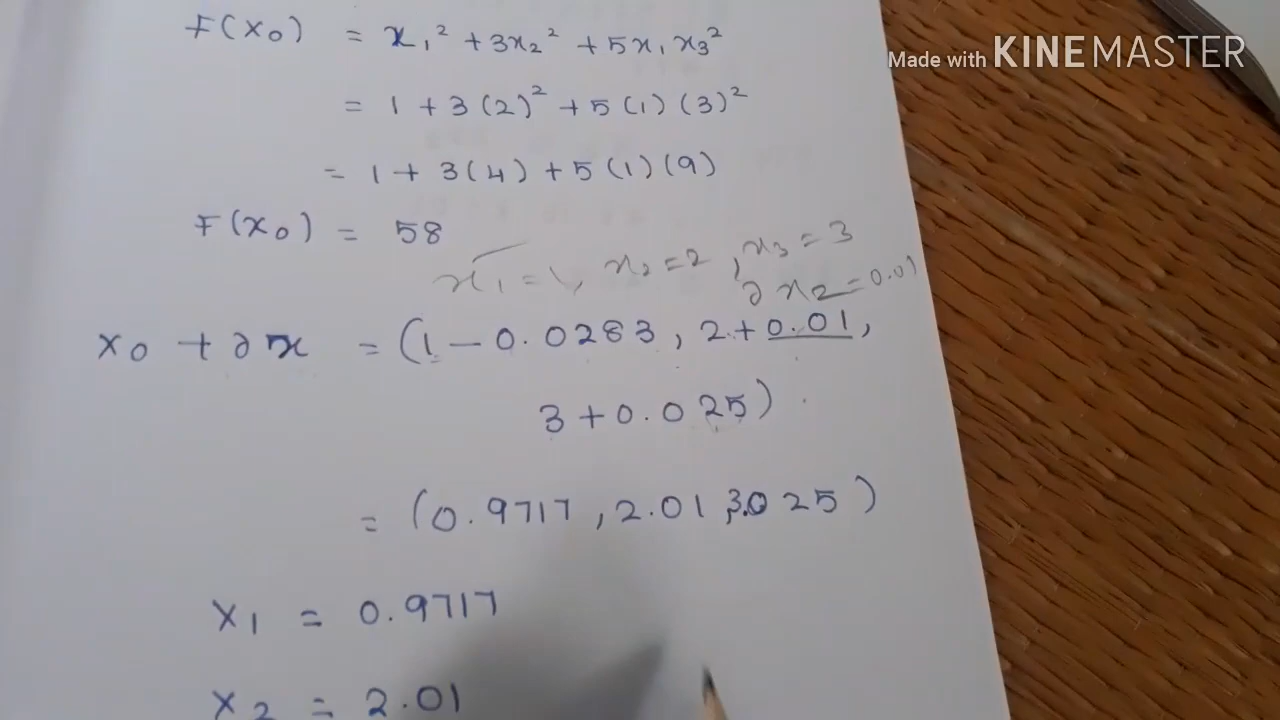 Made with KINEMASTER
F(x₀) = x₁² + 3x₂² + 5x₁x₃²
= 1 + 3(2)² + 5(1)(3)²
= 1 + 3(4) + 5(1)(9)
F(x₀) = 58
x₁ = 1, x₂ = 2, x₃ = 3
∂x₂ = 0.01
x₀ + ∂x = (1 - 0.0283, 2 + 0.01,
3 + 0.025)
= (0.9717, 2.01, 3.025)
x₁ = 0.9717
x₂ = 2.01